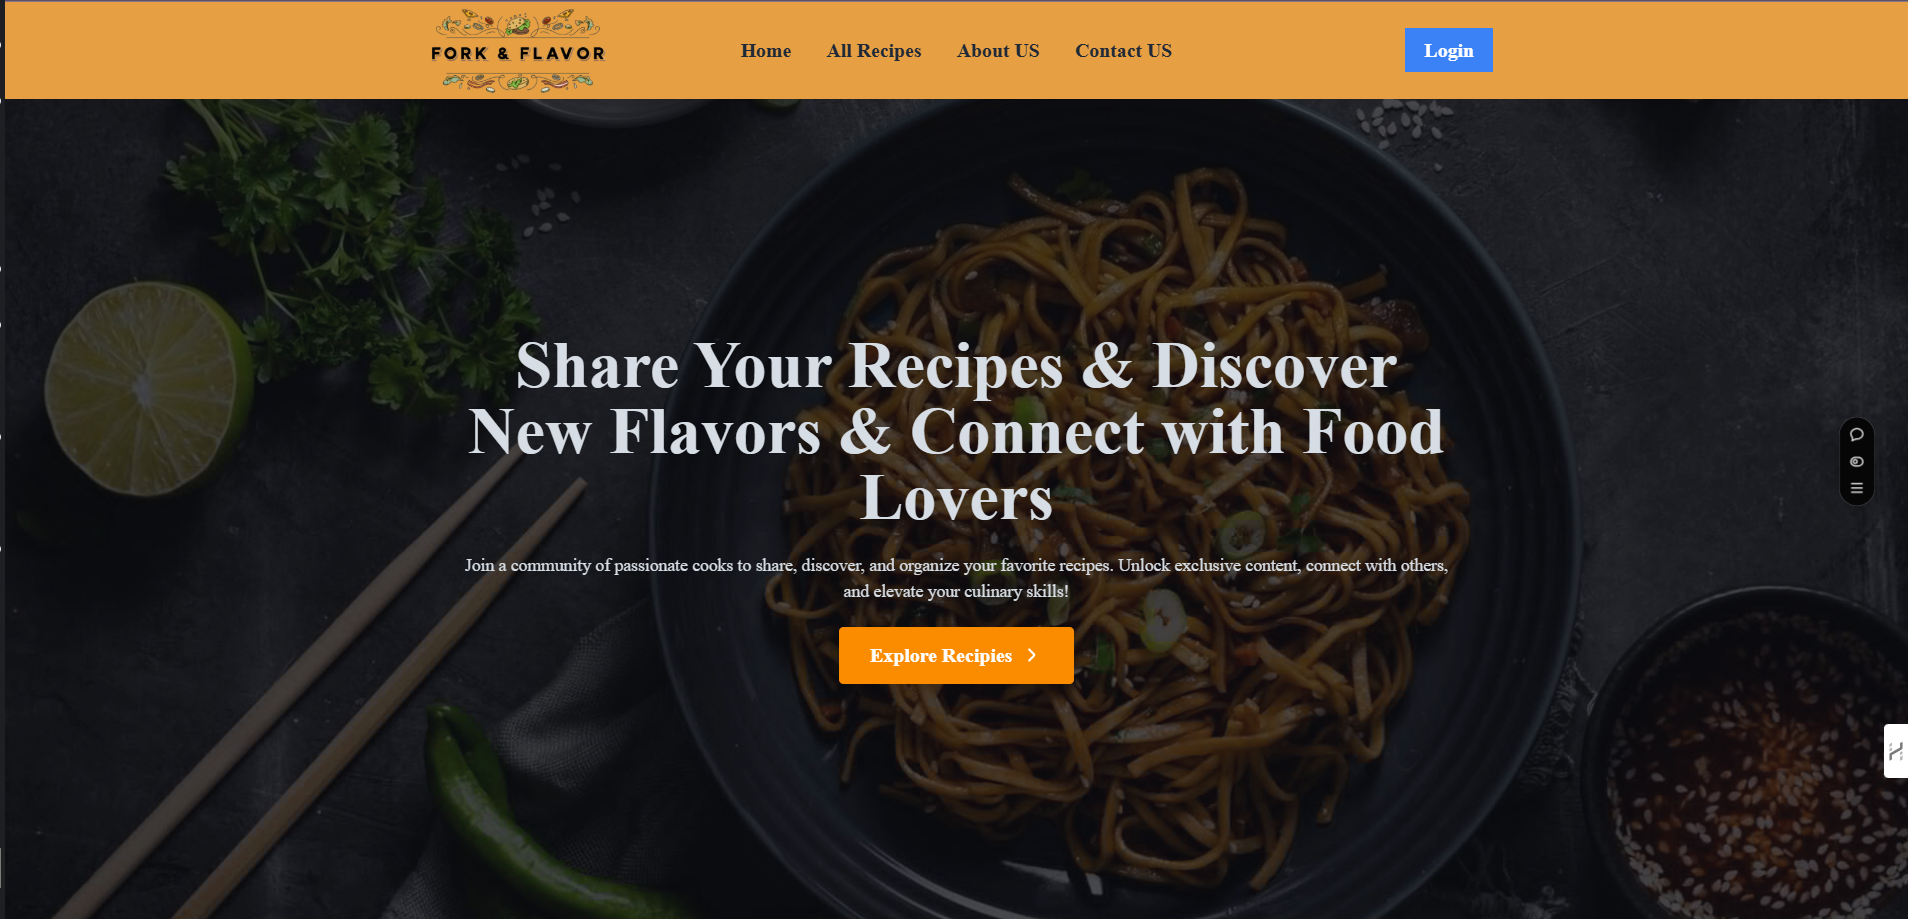 FORK & FLAVOR
Home
All Recipes
About US
Contact US
Login
Share Your Recipes & Discover
New Flavors & Connect with Food
Lovers
Join a community of passionate cooks to share, discover, and organize your favorite recipes. Unlock exclusive content, connect with others,
and elevate your culinary skills!
Explore Recipies